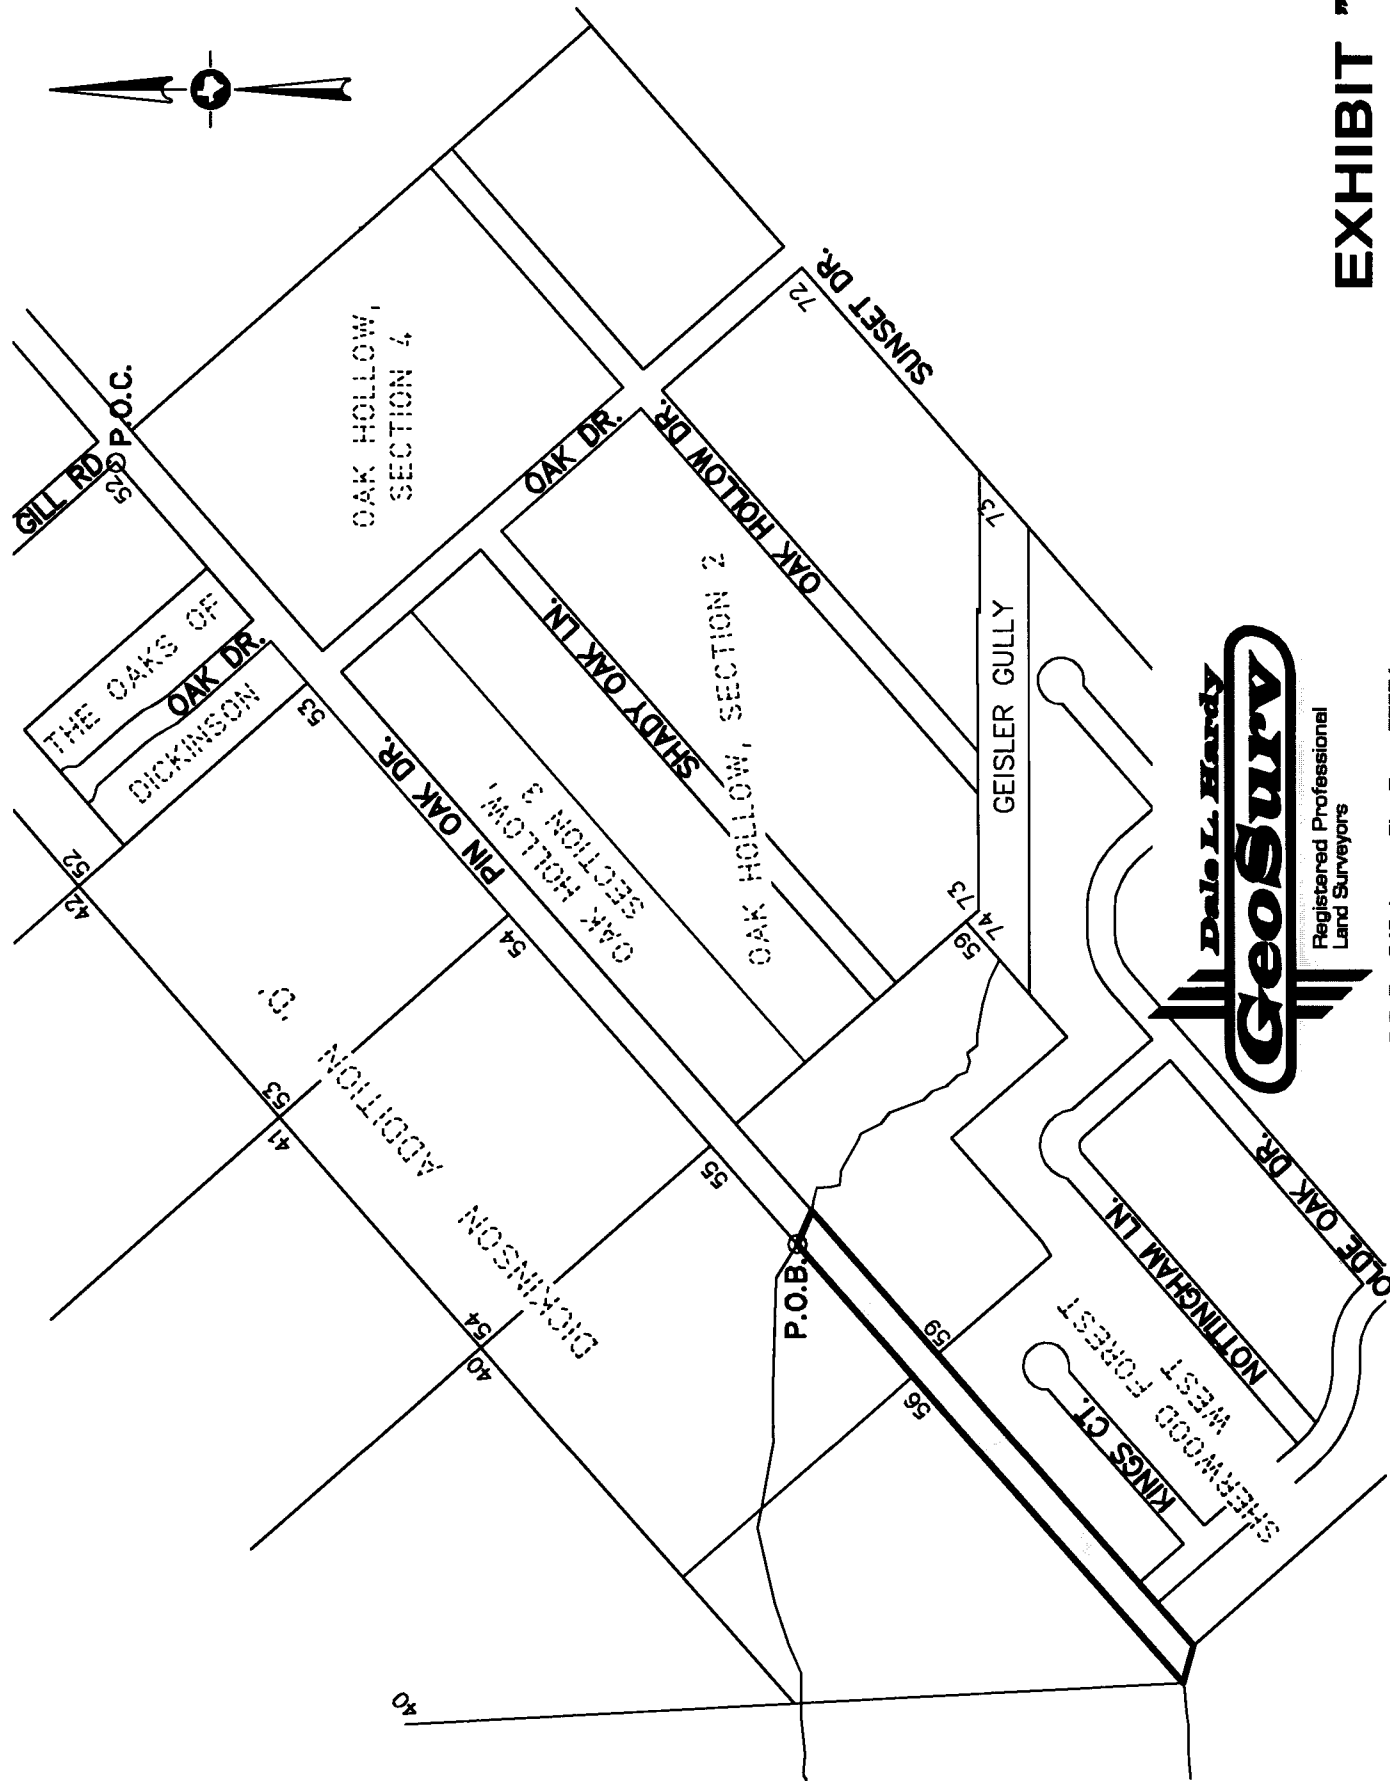 GILL RD
52
P.O.C.
THE OAKS OF
OAK DR.
DICKINSON
53
52
42
OAK HOLLOW,
SECTION 4
OAK DR.
72
SUNSET DR.
OAK HOLLOW DR.
PIN OAK DR.
SHADY OAK LN.
OAK HOLLOW,
SECTION 3
OAK HOLLOW, SECTION 2
73
GEISLER GULLY
54
53
41
DICKINSON ADDITION 'D'
59
73
74
55
54
40
P.O.B.
59
56
NOTTINGHAM LN.
OLDE OAK DR.
KINGS CT.
SHERWOOD FOREST
WEST
40
EXHIBIT "
Dale L. Hardy
GeoSurv
Registered Professional
Land Surveyors